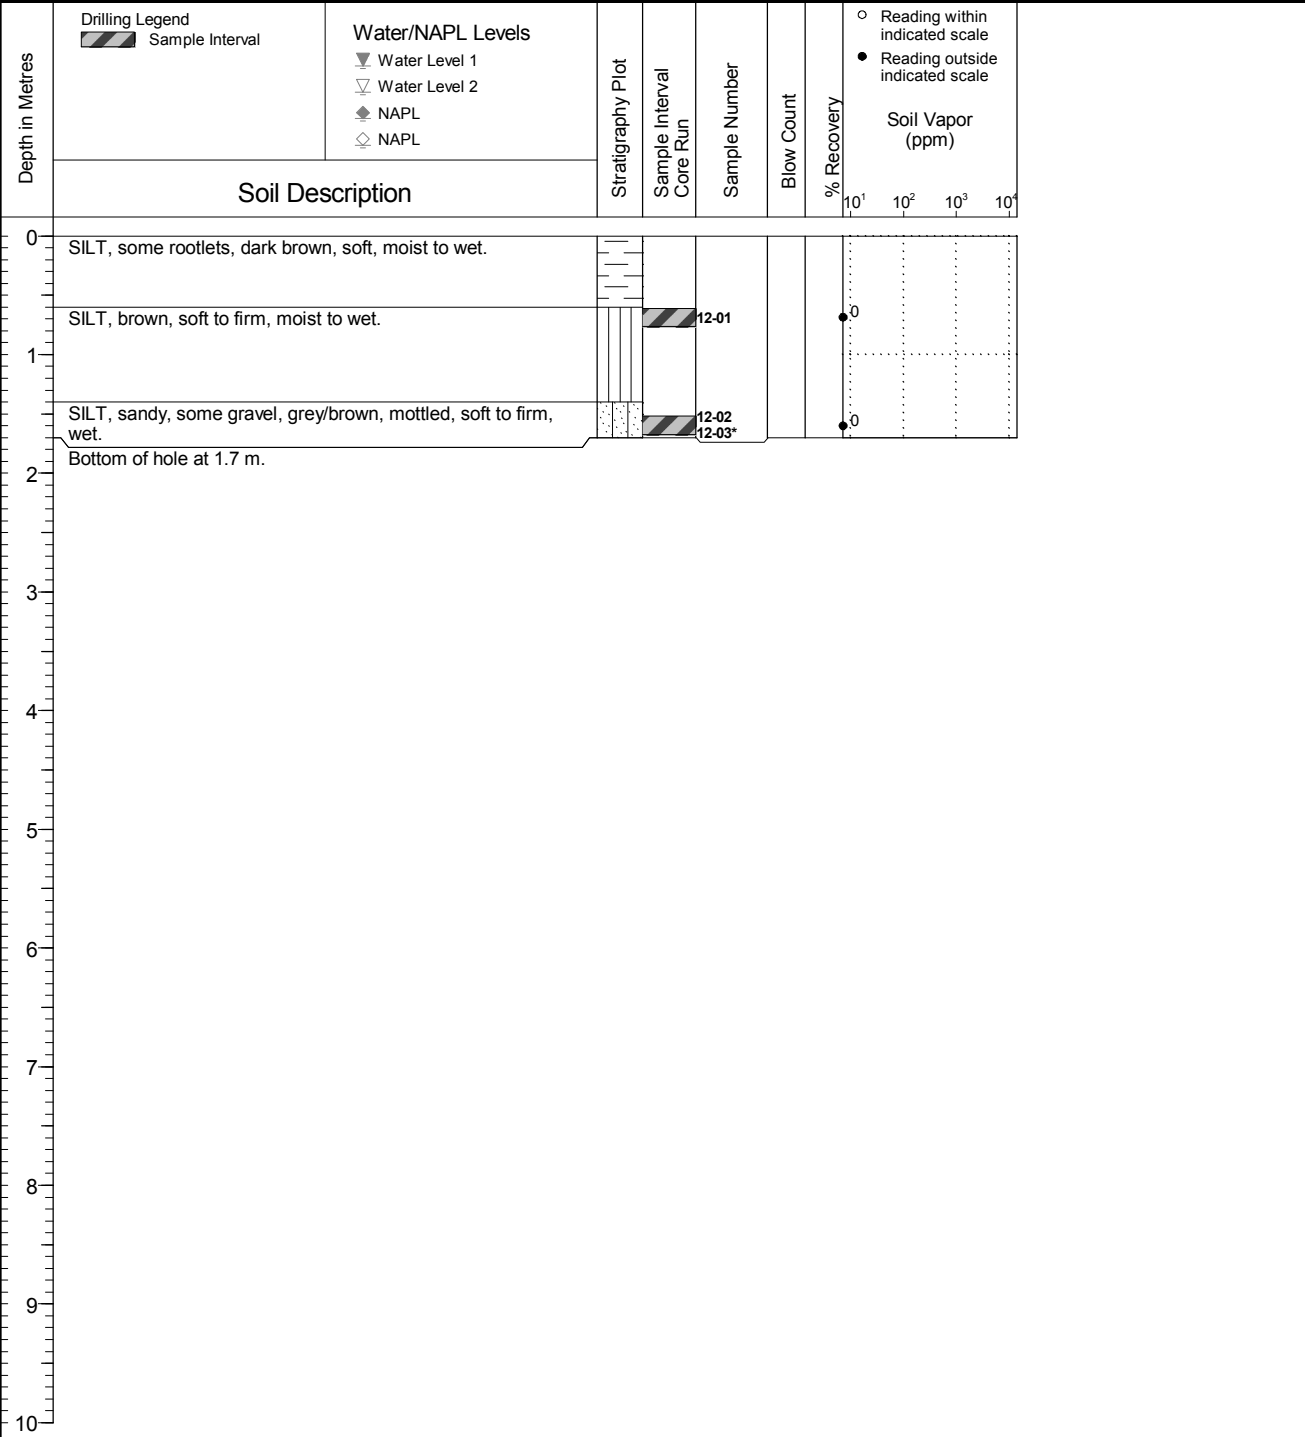 Depth in Metres
Drilling Legend
Sample Interval
Water/NAPL Levels
Water Level 1
Water Level 2
NAPL
NAPL
Soil Description
Stratigraphy Plot
Sample Interval
Core Run
Sample Number
Blow Count
% Recovery
Reading within
indicated scale
Reading outside
indicated scale
Soil Vapor
(ppm)
10¹ 10² 10³ 10⁴
0
SILT, some rootlets, dark brown, soft, moist to wet.
SILT, brown, soft to firm, moist to wet.
12-01
0
1
SILT, sandy, some gravel, grey/brown, mottled, soft to firm,
wet.
12-02
12-03*
0
Bottom of hole at 1.7 m.
2
3
4
5
6
7
8
9
10